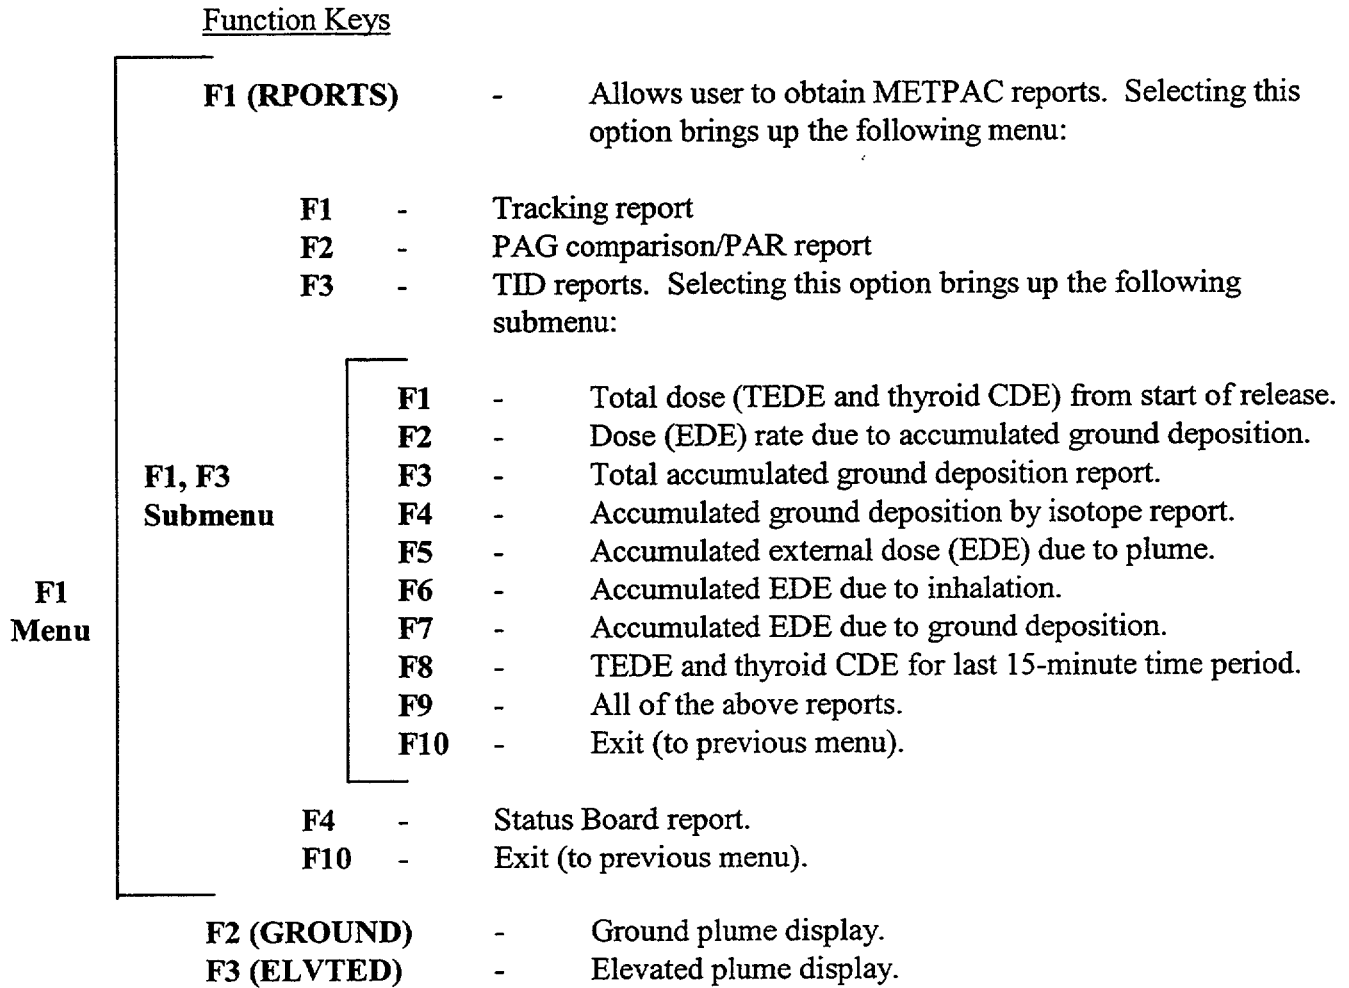 Function Keys
F1 (RPORTS) - Allows user to obtain METPAC reports. Selecting this
option brings up the following menu:
F1 - Tracking report
F2 - PAG comparison/PAR report
F3 - TID reports. Selecting this option brings up the following
submenu:
F1 - Total dose (TEDE and thyroid CDE) from start of release.
F2 - Dose (EDE) rate due to accumulated ground deposition.
F1, F3 F3 - Total accumulated ground deposition report.
Submenu F4 - Accumulated ground deposition by isotope report.
F5 - Accumulated external dose (EDE) due to plume.
F1 F6 - Accumulated EDE due to inhalation.
Menu F7 - Accumulated EDE due to ground deposition.
F8 - TEDE and thyroid CDE for last 15-minute time period.
F9 - All of the above reports.
F10 - Exit (to previous menu).
F4 - Status Board report.
F10 - Exit (to previous menu).
F2 (GROUND) - Ground plume display.
F3 (ELVTED) - Elevated plume display.